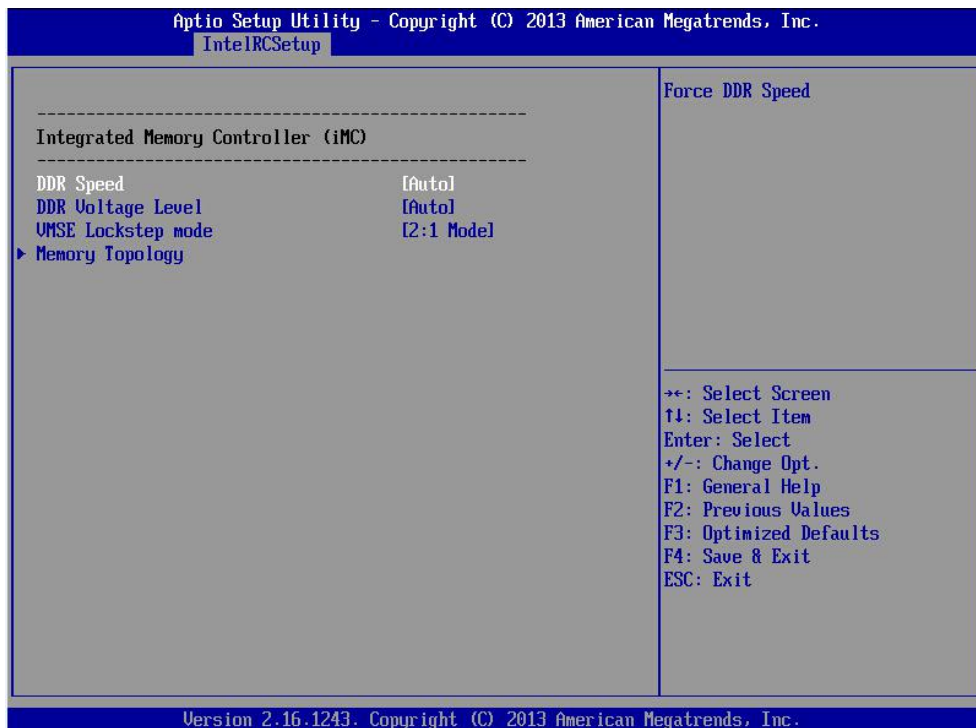 Aptio Setup Utility - Copyright (C) 2013 American Megatrends, Inc.
IntelRCSetup
--------------------------------------------------
Integrated Memory Controller (iMC)
--------------------------------------------------
DDR Speed [Auto]
DDR Voltage Level [Auto]
VMSE Lockstep mode [2:1 Mode]
Memory Topology
Force DDR Speed
→←: Select Screen
↑↓: Select Item
Enter: Select
+/-: Change Opt.
F1: General Help
F2: Previous Values
F3: Optimized Defaults
F4: Save & Exit
ESC: Exit
Version 2.16.1243. Copyright (C) 2013 American Megatrends, Inc.